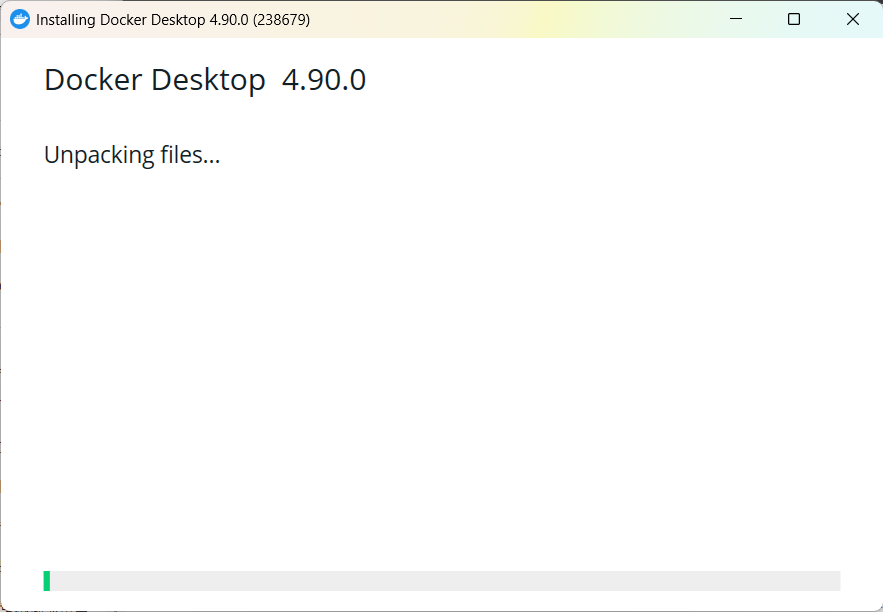 Installing Docker Desktop 4.90.0 (238679)
Docker Desktop 4.90.0
Unpacking files...